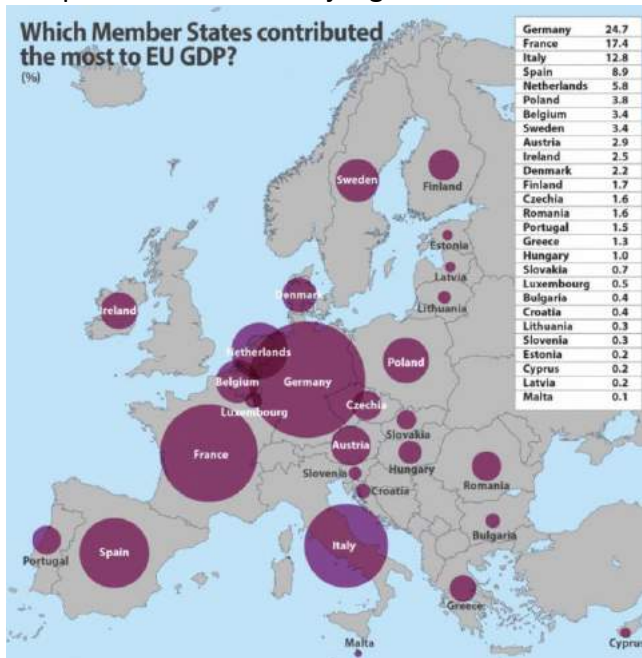 Which Member States contributed
the most to EU GDP?
(%)
Germany 24.7
France 17.4
Italy 12.8
Spain 8.9
Netherlands 5.8
Poland 3.8
Belgium 3.4
Sweden 3.4
Austria 2.9
Ireland 2.5
Denmark 2.2
Finland 1.7
Czechia 1.6
Romania 1.6
Portugal 1.5
Greece 1.3
Hungary 1.0
Slovakia 0.7
Luxembourg 0.5
Bulgaria 0.4
Croatia 0.4
Lithuania 0.3
Slovenia 0.3
Estonia 0.2
Cyprus 0.2
Latvia 0.2
Malta 0.1
Sweden
Finland
Estonia
Latvia
Lithuania
Ireland
Denmark
Netherlands
Belgium
Germany
Poland
Luxembourg
Czechia
Slovakia
France
Austria
Hungary
Slovenia
Romania
Croatia
Bulgaria
Portugal
Spain
Italy
Greece
Malta
Cyprus